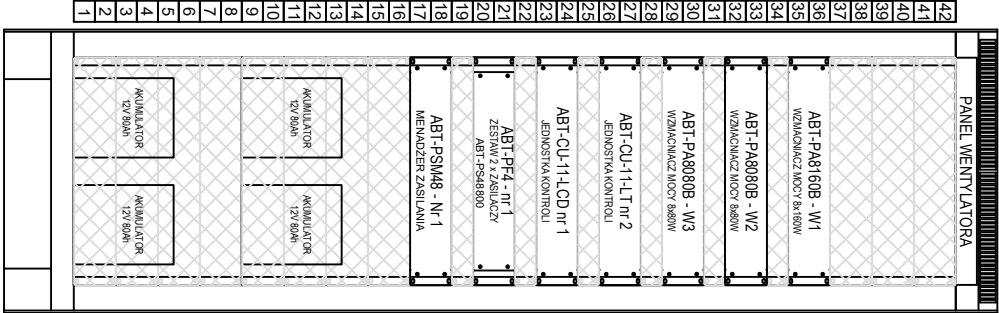 PANEL WENTYLATORA
42
41
40
39
38
37
36
35
34
33
32
31
30
29
28
27
26
25
24
23
22
21
20
19
18
17
16
15
14
13
12
11
10
9
8
7
6
5
4
3
2
1
ABT-PA8160B - W1
WZMACNIACZ MOCY 8x160W
ABT-PA8080B - W2
WZMACNIACZ MOCY 8x80W
ABT-PA8080B - W3
WZMACNIACZ MOCY 8x80W
ABT-CU-11-LT nr 2
JEDNOSTKA KONTROLI
ABT-CU-11-LCD nr 1
JEDNOSTKA KONTROLI
ABT-PF4 - nr 1
ZESTAW 2 x ZASILACZY
ABT-PS48800
ABT-PSM48 - Nr 1
MENADŻER ZASILANIA
AKUMULATOR
12V 80Ah
AKUMULATOR
12V 80Ah
AKUMULATOR
12V 80Ah
AKUMULATOR
12V 80Ah